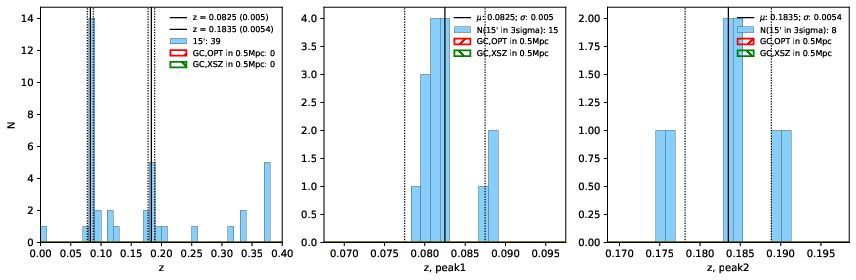 14
12
10
8
6
4
2
0
N
0.00 0.05 0.10 0.15 0.20 0.25 0.30 0.35 0.40
z
z = 0.0825 (0.005)
z = 0.1835 (0.0054)
15': 39
GC,OPT in 0.5Mpc: 0
GC,XSZ in 0.5Mpc: 0
4.0
3.5
3.0
2.5
2.0
1.5
1.0
0.5
0.0
0.070 0.075 0.080 0.085 0.090 0.095
z, peak1
μ: 0.0825; σ: 0.005
N(15' in 3sigma): 15
GC,OPT in 0.5Mpc
GC,XSZ in 0.5Mpc
2.00
1.75
1.50
1.25
1.00
0.75
0.50
0.25
0.00
0.170 0.175 0.180 0.185 0.190 0.195
z, peak2
μ: 0.1835; σ: 0.0054
N(15' in 3sigma): 8
GC,OPT in 0.5Mpc
GC,XSZ in 0.5Mpc